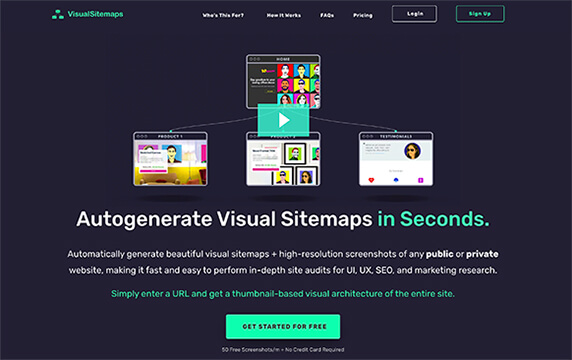 VisualSitemaps
Who's This For? How It Works FAQs Pricing Login Sign Up
HOME
PRODUCT 1 PRODUCT 2 TESTIMONIALS
Autogenerate Visual Sitemaps in Seconds.
Automatically generate beautiful visual sitemaps + high-resolution screenshots of any public or private
website, making it fast and easy to perform in-depth site audits for UI, UX, SEO, and marketing research.
Simply enter a URL and get a thumbnail-based visual architecture of the entire site.
GET STARTED FOR FREE
50 Free Screenshots/m - No Credit Card Required